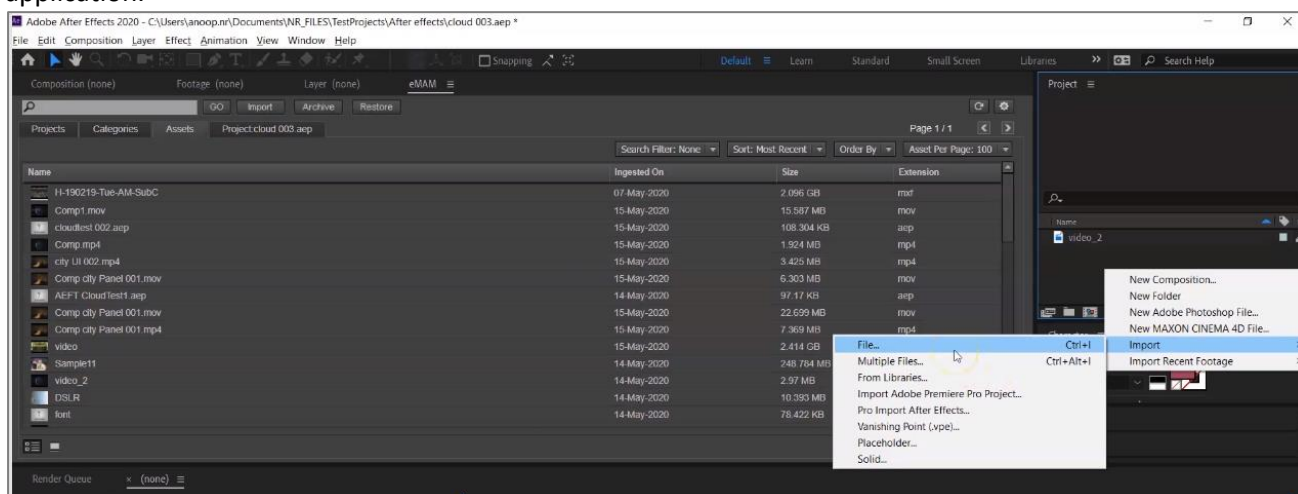 application.
Adobe After Effects 2020 - C:\Users\anoop.nr\Documents\NR_FILES\TestProjects\After effects\cloud 003.aep *
File Edit Composition Layer Effect Animation View Window Help
Snapping Default Learn Standard Small Screen Libraries Search Help
Composition (none) Footage (none) Layer (none) eMAM Project
GO Import Archive Restore
Projects Categories Assets Project:cloud 003.aep Page 1 / 1
Search Filter: None Sort: Most Recent Order By Asset Per Page: 100
Name Ingested On Size Extension
H-190219-Tue-AM-SubC 07-May-2020 2.096 GB mxf
Comp1.mov 15-May-2020 15.587 MB mov
Name
cloudtest 002.aep 15-May-2020 108.304 KB aep
Comp.mp4 15-May-2020 1.924 MB mp4
video_2
city UI 002.mp4 15-May-2020 3.425 MB mp4
Comp city Panel 001.mov 15-May-2020 6.303 MB mov
New Composition...
AEFT CloudTest1.aep 14-May-2020 97.17 KB aep
New Folder
Comp city Panel 001.mov 15-May-2020 22.699 MB mov
New Adobe Photoshop File...
Comp city Panel 001.mp4 15-May-2020 7.369 MB mp4
New MAXON CINEMA 4D File...
video 15-May-2020 2.414 GB
File... Ctrl+I Import
Sample11 14-May-2020 248.784 MB
Multiple Files... Ctrl+Alt+I Import Recent Footage
video_2 14-May-2020 2.97 MB
From Libraries...
DSLR 14-May-2020 10.393 MB
Import Adobe Premiere Pro Project...
font 14-May-2020 78.422 KB
Pro Import After Effects...
Vanishing Point (.vpe)...
Placeholder...
Solid...
Render Queue × (none)